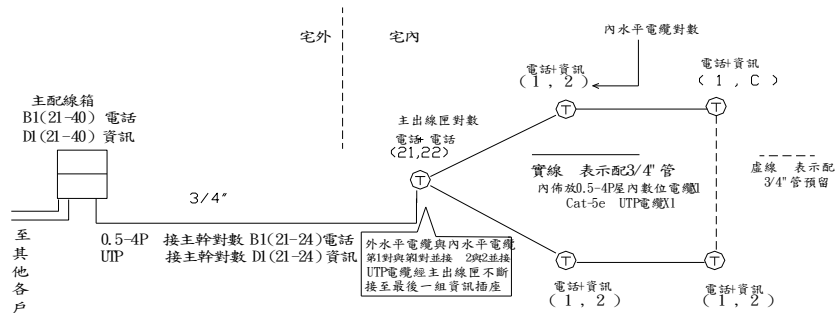 宅外
宅內
內水平電纜對數
電話+資訊
(1,2)
電話+資訊
(1,C)
主配線箱
B1(21-40) 電話
D1(21-40) 資訊
主出線匣對數
電話+ 電話
(21,22)
實線 表示配3/4"管
內佈放0.5-4P屋內數位電纜X1
Cat-5e UTP電纜X1
虛線 表示配
3/4"管預留
3/4"
至其他各戶
0.5-4P 接主幹對數 B1(21-24)電話
UTP 接主幹對數 D1(21-24)資訊
外水平電纜與內水平電纜
第1對與第1對並接 2與2並接
UTP電纜經主出線匣不斷
接至最後一組資訊插座
電話+資訊
(1,2)
電話+資訊
(1,2)
T
T
T
T
T